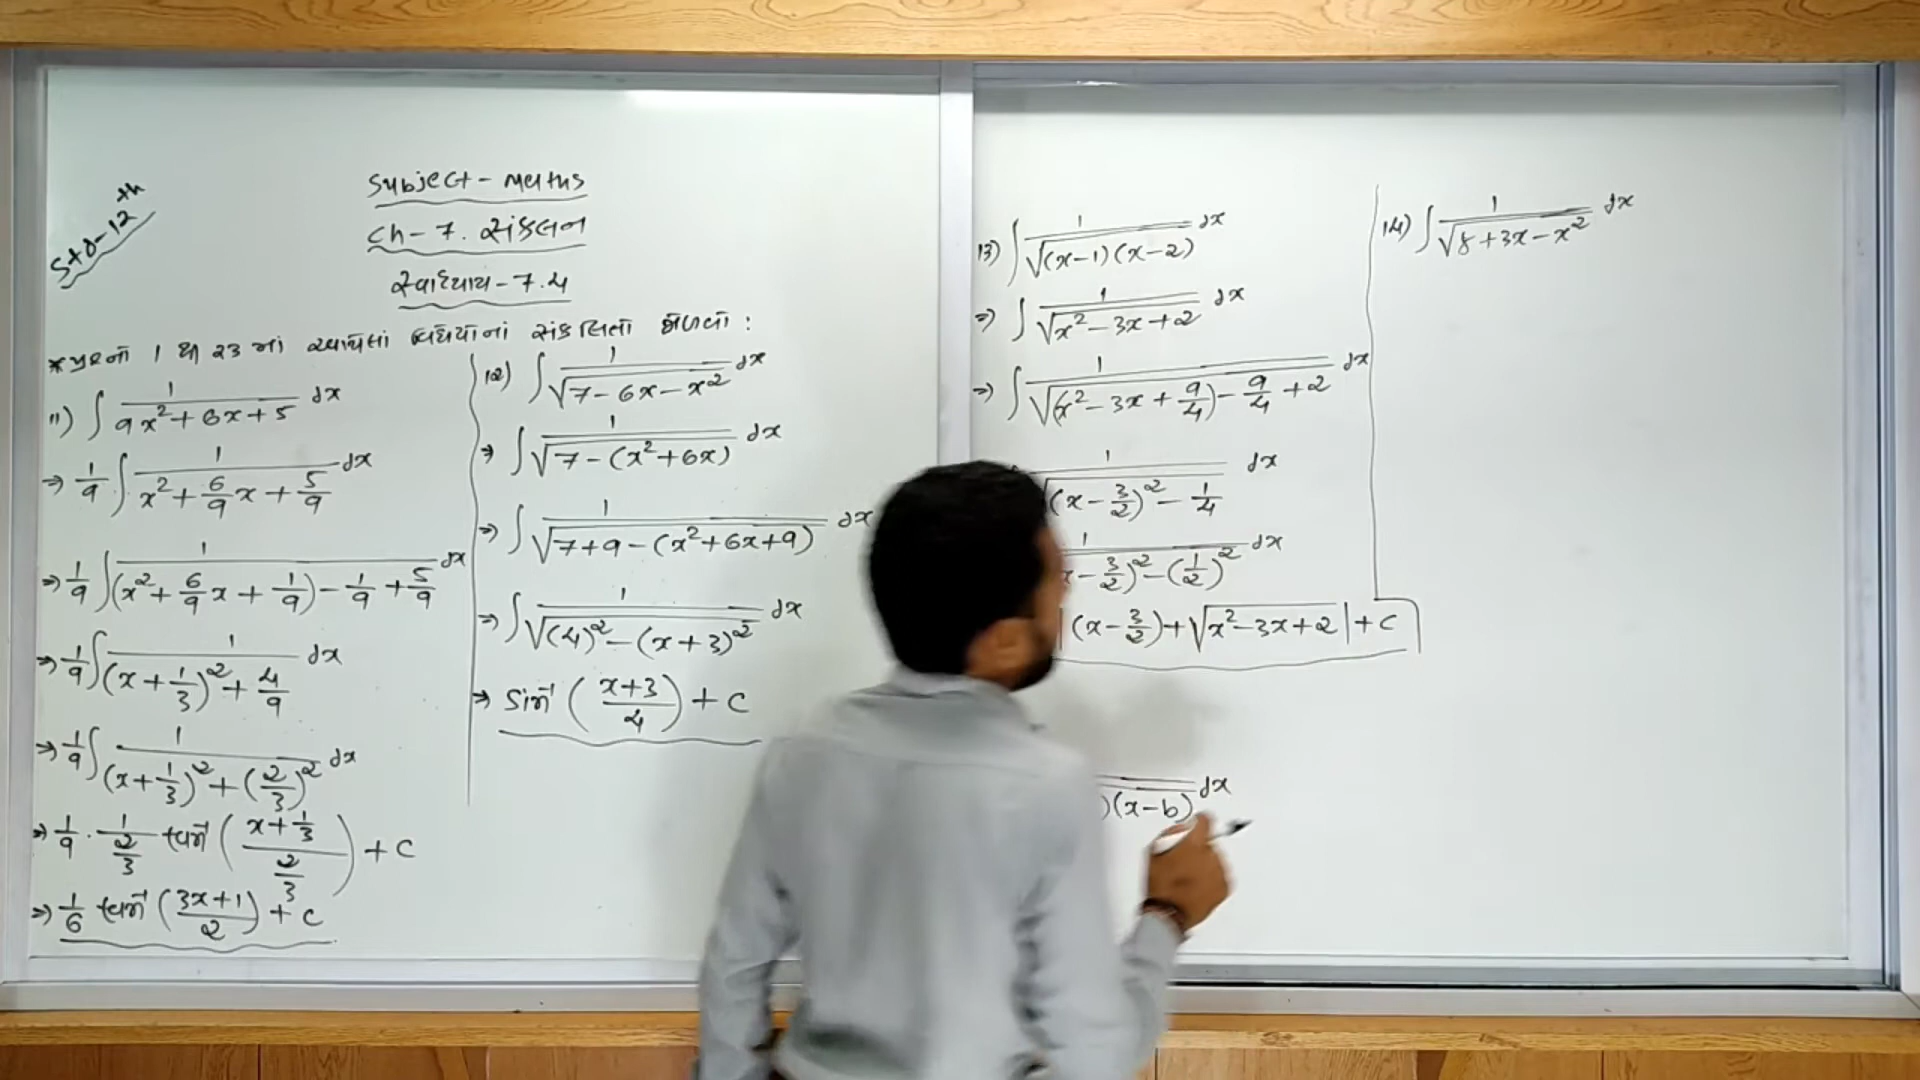 STD-12th
Subject - Maths
Ch - 7. સંકલન
સ્વાધ્યાય - 7.4
* પ્રશ્નો 1 થી 23 માં આપેલાં વિધેયોનાં સંકલિતો મેળવો :
11) ∫ 1/(9x² + 6x + 5) dx
⇒ 1/9 ∫ 1/(x² + 6/9 x + 5/9) dx
⇒ 1/9 ∫ 1/((x² + 6/9 x + 1/9) - 1/9 + 5/9) dx
⇒ 1/9 ∫ 1/((x + 1/3)² + 4/9) dx
⇒ 1/9 ∫ 1/((x + 1/3)² + (2/3)²) dx
⇒ 1/9 · 1/(2/3) tan⁻¹ ((x + 1/3)/(2/3)) + C
⇒ 1/6 tan⁻¹ ((3x + 1)/2) + C
12) ∫ 1/√(7 - 6x - x²) dx
⇒ ∫ 1/√(7 - (x² + 6x)) dx
⇒ ∫ 1/√(7 + 9 - (x² + 6x + 9)) dx
⇒ ∫ 1/√((4)² - (x + 3)²) dx
⇒ sin⁻¹ ((x + 3)/4) + C
13) ∫ 1/√((x - 1)(x - 2)) dx
⇒ ∫ 1/√(x² - 3x + 2) dx
⇒ ∫ 1/√((x² - 3x + 9/4) - 9/4 + 2) dx
1/√((x - 3/2)² - 1/4) dx
1/ x - 3/2)² - (1/2)² dx
|(x - 3/2) + √(x² - 3x + 2)| + C
)(x - b) dx
14) ∫ 1/√(8 + 3x - x²) dx